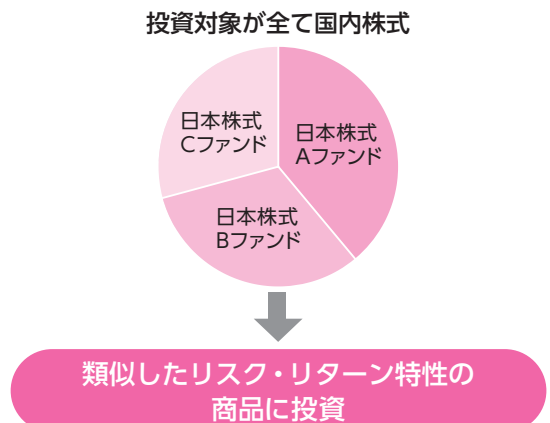 投資対象が全て国内株式
日本株式
Cファンド
日本株式
Aファンド
日本株式
Bファンド
類似したリスク・リターン特性の
商品に投資